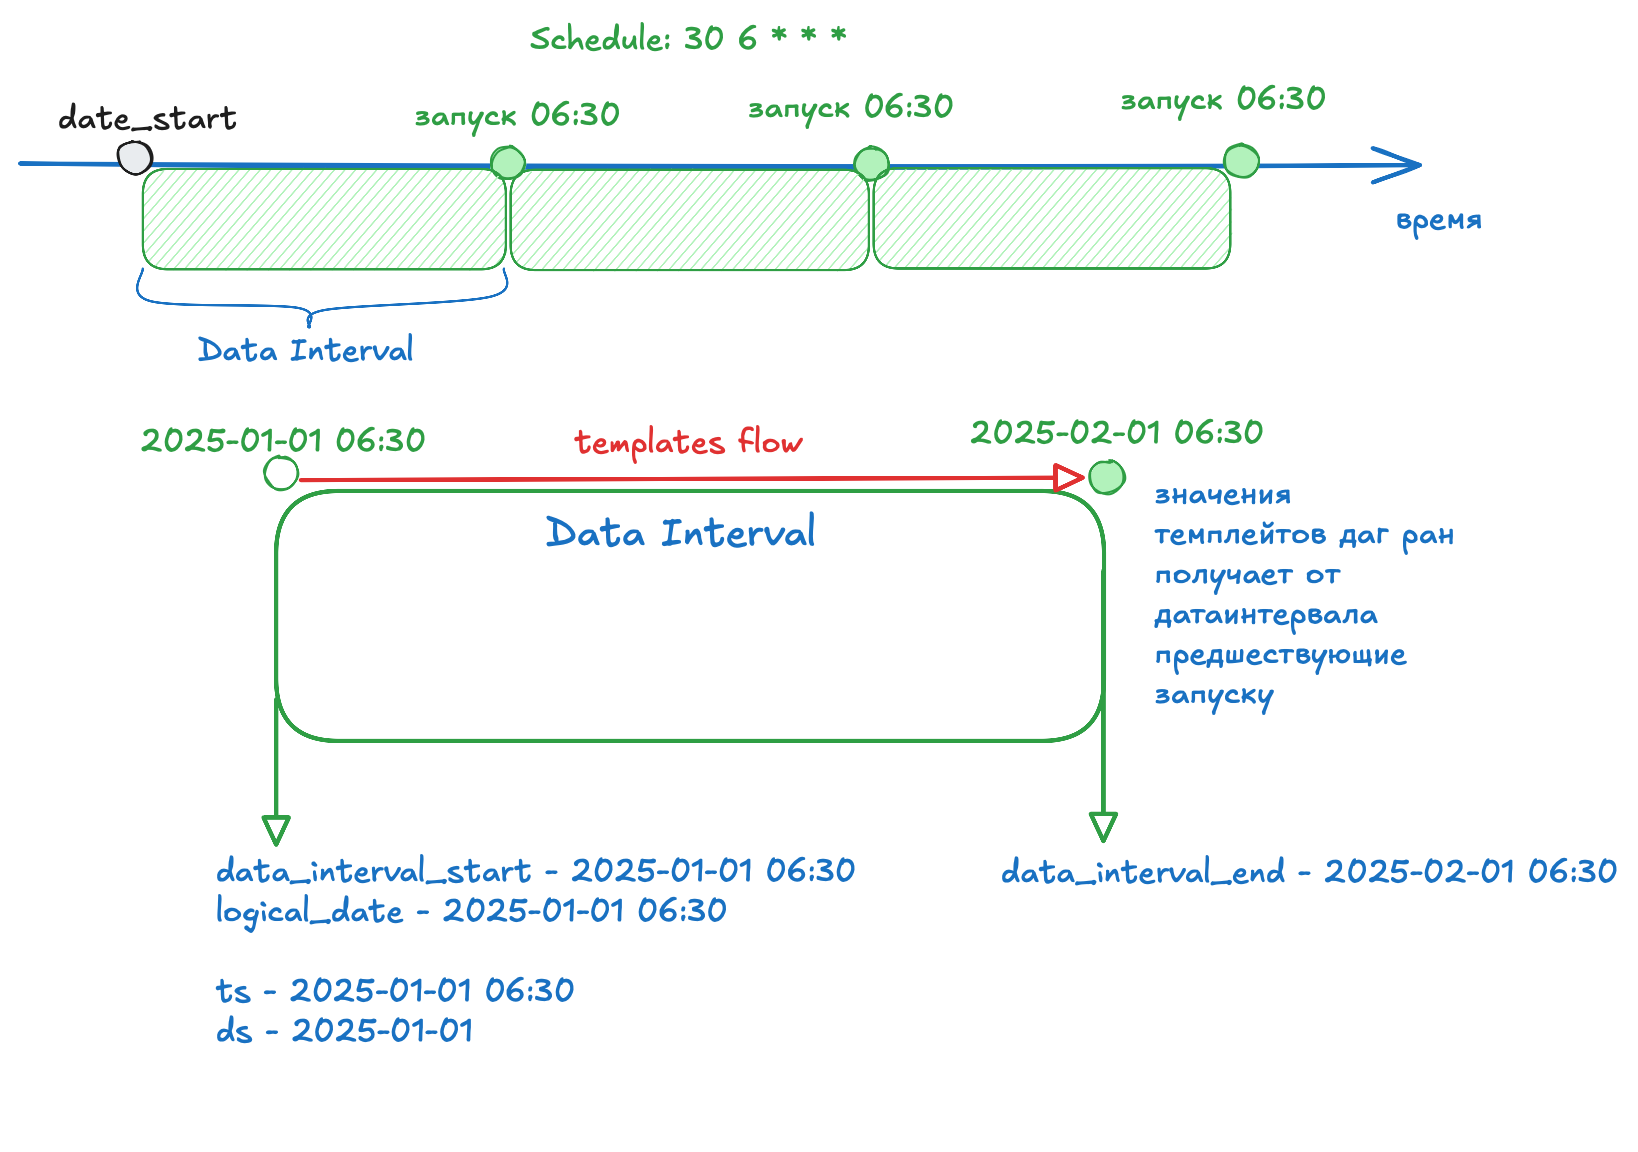 Schedule: 30 6 * * *
date_start
запуск 06:30
запуск 06:30
запуск 06:30
время
Data Interval
2025-01-01 06:30
templates flow
2025-02-01 06:30
Data Interval
значения
темплейтов даг ран
получает от
датаинтервала
предшествующие
запуску
data_interval_start - 2025-01-01 06:30
logical_date - 2025-01-01 06:30
data_interval_end - 2025-02-01 06:30
ts - 2025-01-01 06:30
ds - 2025-01-01